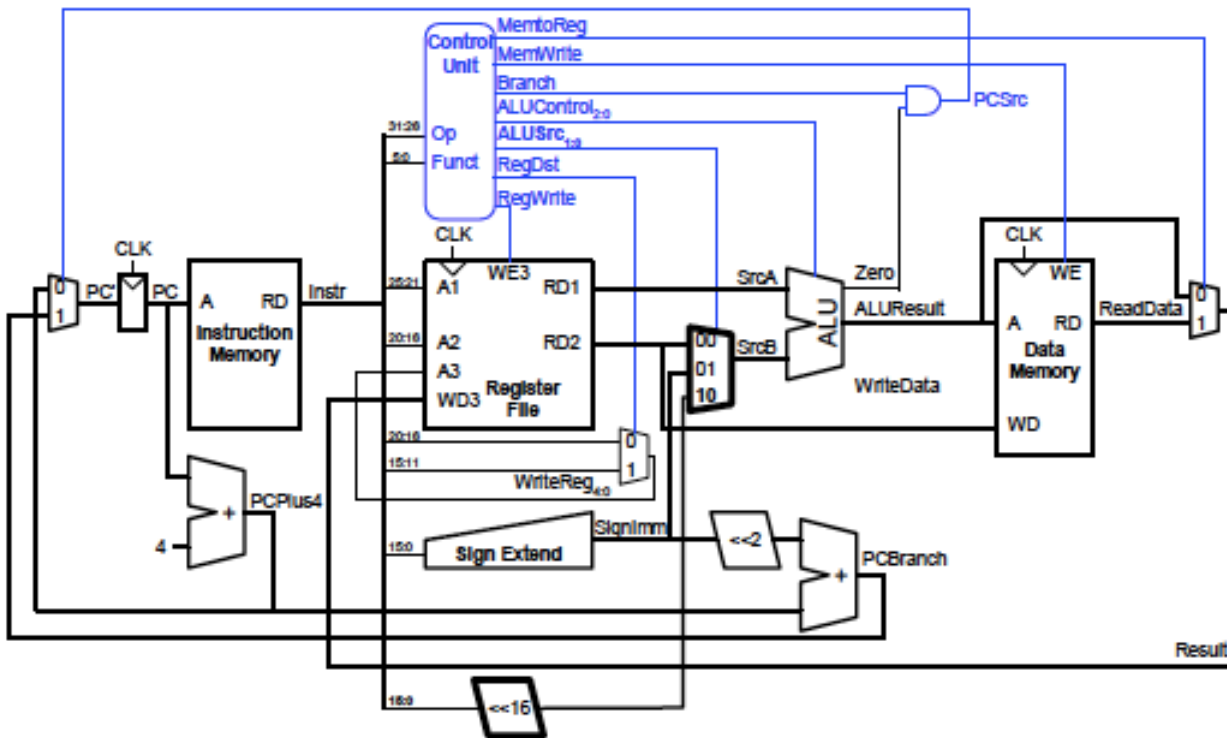 MemtoReg
Control Unit
MemWrite
Branch
PCSrc
ALUControl2:0
31:26 Op
ALUSrc1:0
5:0 Funct
RegDst
RegWrite
CLK
CLK
CLK
WE3
WE
0
PC'
PC
A RD
Instr
25:21 A1
RD1
SrcA
Zero
ALU
ALUResult
A RD
ReadData
0
1
1
Instruction Memory
20:16 A2
RD2
00
SrcB
01
10
Data Memory
A3
Register File
WD3
WriteData
WD
20:16
0
15:11
1
WriteReg4:0
PCPlus4
+
4
SignImm
15:0 Sign Extend
<<2
+
PCBranch
Result
<<16